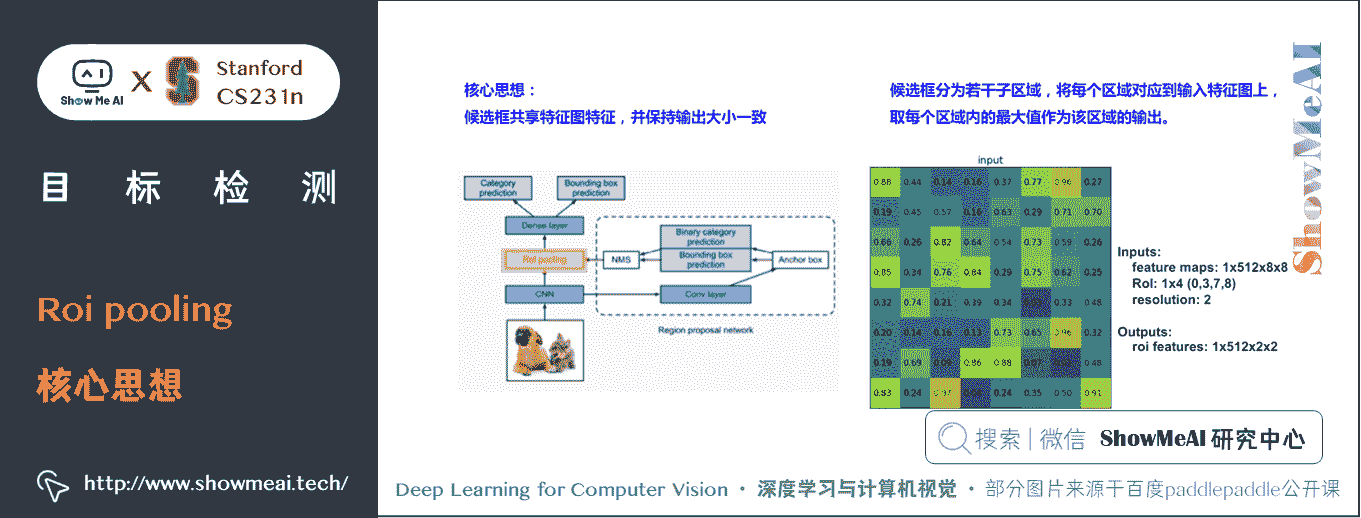 Show Me AI
X
Stanford
CS231n
目标检测
Roi pooling
核心思想
http://www.showmeai.tech/
核心思想：
候选框共享特征图特征，并保持输出大小一致
Category prediction
Bounding box prediction
Dense layer
Roi pooling
CNN
NMS
Binary category prediction
Bounding box prediction
Anchor box
Conv layer
Region proposal network
候选框分为若干子区域，将每个区域对应到输入特征图上，
取每个区域内的最大值作为该区域的输出。
input
0.88 0.44 0.14 0.16 0.37 0.77 0.96 0.27
0.19 0.45 0.57 0.16 0.63 0.29 0.71 0.70
0.66 0.26 0.82 0.64 0.54 0.73 0.59 0.26
0.85 0.34 0.76 0.84 0.29 0.75 0.62 0.25
0.32 0.74 0.21 0.39 0.34 0.33 0.48
0.20 0.14 0.16 0.13 0.73 0.65 0.96 0.32
0.19 0.69 0.86 0.88 0.48
0.83 0.24 0.97 0.24 0.35 0.50 0.91
Inputs:
feature maps: 1x512x8x8
RoI: 1x4 (0,3,7,8)
resolution: 2
Outputs:
roi features: 1x512x2x2
ShowMeAI
搜索 | 微信 ShowMeAI 研究中心
Deep Learning for Computer Vision • 深度学习与计算机视觉 • 部分图片来源于百度paddlepaddle公开课